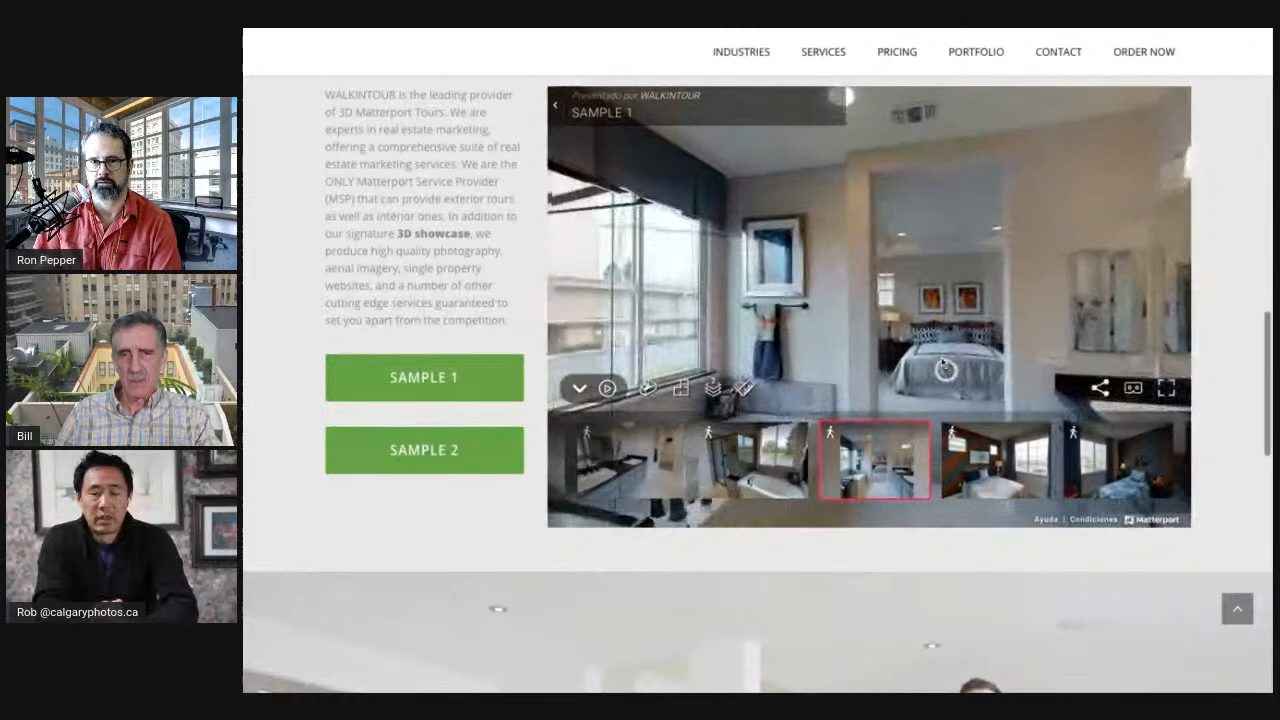 INDUSTRIES SERVICES PRICING PORTFOLIO CONTACT ORDER NOW
WALKINTOUR is the leading provider
of 3D Matterport Tours. We are
experts in real estate marketing,
offering a comprehensive suite of real
estate marketing services. We are the
ONLY Matterport Service Provider
(MSP) that can provide exterior tours
as well as interior ones. In addition to
our signature 3D showcase, we
produce high quality photography,
aerial imagery, single property
websites, and a number of other
cutting edge services guaranteed to
set you apart from the competition.
SAMPLE 1
SAMPLE 2
Presentado por WALKINTOUR
SAMPLE 1
Ayuda | Condiciones Matterport
Ron Pepper
Bill
Rob @calgaryphotos.ca